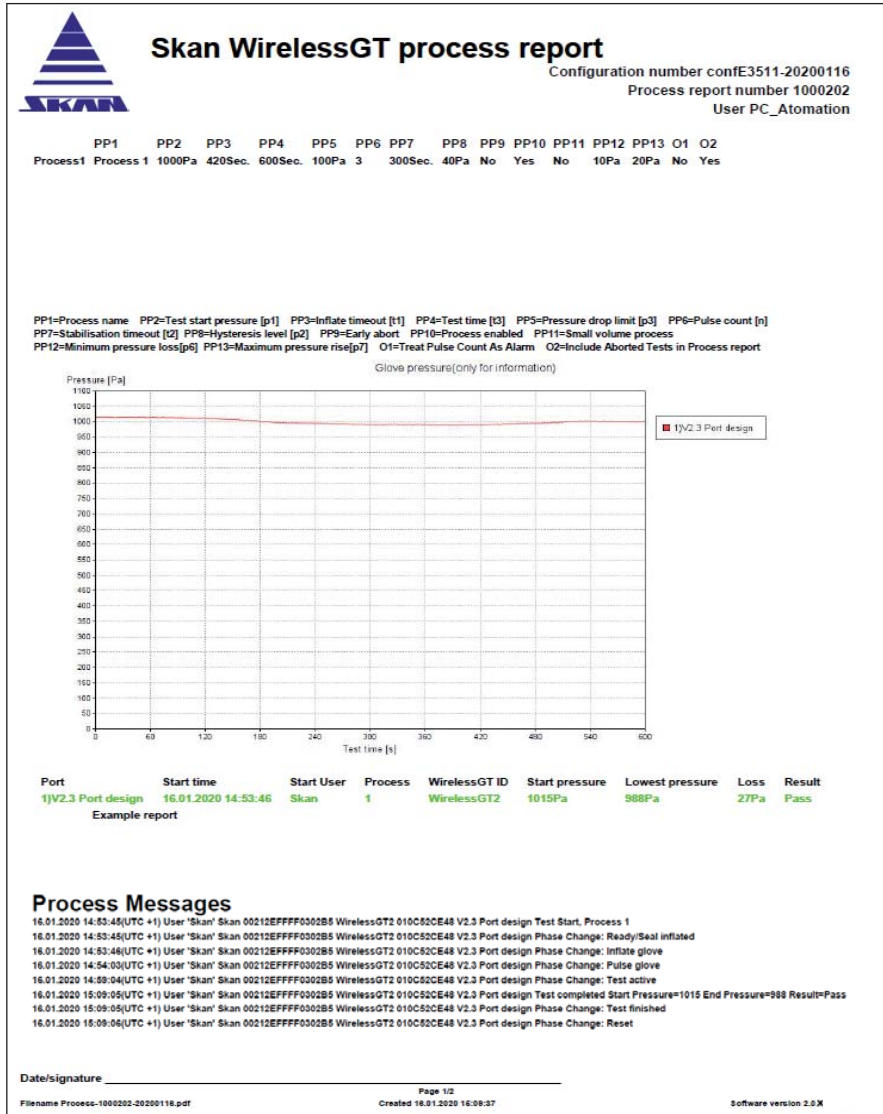 SKAN
Skan WirelessGT process report
Configuration number confE3511-20200116
Process report number 1000202
User PC_Atomation
PP1 PP2 PP3 PP4 PP5 PP6 PP7 PP8 PP9 PP10 PP11 PP12 PP13 O1 O2
Process1 Process 1 1000Pa 420Sec. 600Sec. 100Pa 3 300Sec. 40Pa No Yes No 10Pa 20Pa No Yes
PP1=Process name PP2=Test start pressure [p1] PP3=Inflate timeout [t1] PP4=Test time [t3] PP5=Pressure drop limit [p3] PP6=Pulse count [n]
PP7=Stabilisation timeout [t2] PP8=Hysteresis level [p2] PP9=Early abort PP10=Process enabled PP11=Small volume process
PP12=Minimum pressure loss[p6] PP13=Maximum pressure rise[p7] O1=Treat Pulse Count As Alarm O2=Include Aborted Tests in Process report
Glove pressure(only for information)
Pressure [Pa]
1100
1050
1000
950
900
850
800
750
700
650
600
550
500
450
400
350
300
250
200
150
100
50
0
0 60 120 180 240 300 360 420 480 540 600
Test time [s]
1)V2.3 Port design
Port Start time Start User Process WirelessGT ID Start pressure Lowest pressure Loss Result
1)V2.3 Port design 16.01.2020 14:53:46 Skan 1 WirelessGT2 1015Pa 988Pa 27Pa Pass
Example report
Process Messages
16.01.2020 14:53:45(UTC +1) User 'Skan' Skan 00212EFFFF0302B5 WirelessGT2 010C52CE48 V2.3 Port design Test Start, Process 1
16.01.2020 14:53:45(UTC +1) User 'Skan' Skan 00212EFFFF0302B5 WirelessGT2 010C52CE48 V2.3 Port design Phase Change: Ready/Seal inflated
16.01.2020 14:53:46(UTC +1) User 'Skan' Skan 00212EFFFF0302B5 WirelessGT2 010C52CE48 V2.3 Port design Phase Change: Inflate glove
16.01.2020 14:54:03(UTC +1) User 'Skan' Skan 00212EFFFF0302B5 WirelessGT2 010C52CE48 V2.3 Port design Phase Change: Pulse glove
16.01.2020 14:59:04(UTC +1) User 'Skan' Skan 00212EFFFF0302B5 WirelessGT2 010C52CE48 V2.3 Port design Phase Change: Test active
16.01.2020 15:09:05(UTC +1) User 'Skan' Skan 00212EFFFF0302B5 WirelessGT2 010C52CE48 V2.3 Port design Test completed Start Pressure=1015 End Pressure=988 Result=Pass
16.01.2020 15:09:05(UTC +1) User 'Skan' Skan 00212EFFFF0302B5 WirelessGT2 010C52CE48 V2.3 Port design Phase Change: Test finished
16.01.2020 15:09:06(UTC +1) User 'Skan' Skan 00212EFFFF0302B5 WirelessGT2 010C52CE48 V2.3 Port design Phase Change: Reset
Date/signature
Page 1/2
Filename Process-1000202-20200116.pdf Created 16.01.2020 15:09:37 Software version 2.0.X